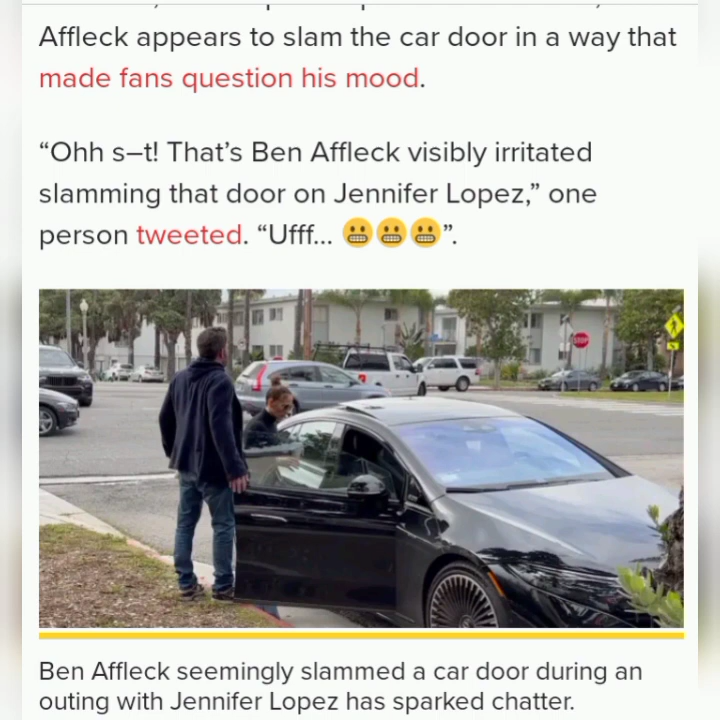 Affleck appears to slam the car door in a way that
made fans question his mood.
“Ohh s–t! That’s Ben Affleck visibly irritated
slamming that door on Jennifer Lopez,” one
person tweeted. “Ufff... 😬😬😬”.
STOP
Ben Affleck seemingly slammed a car door during an
outing with Jennifer Lopez has sparked chatter.